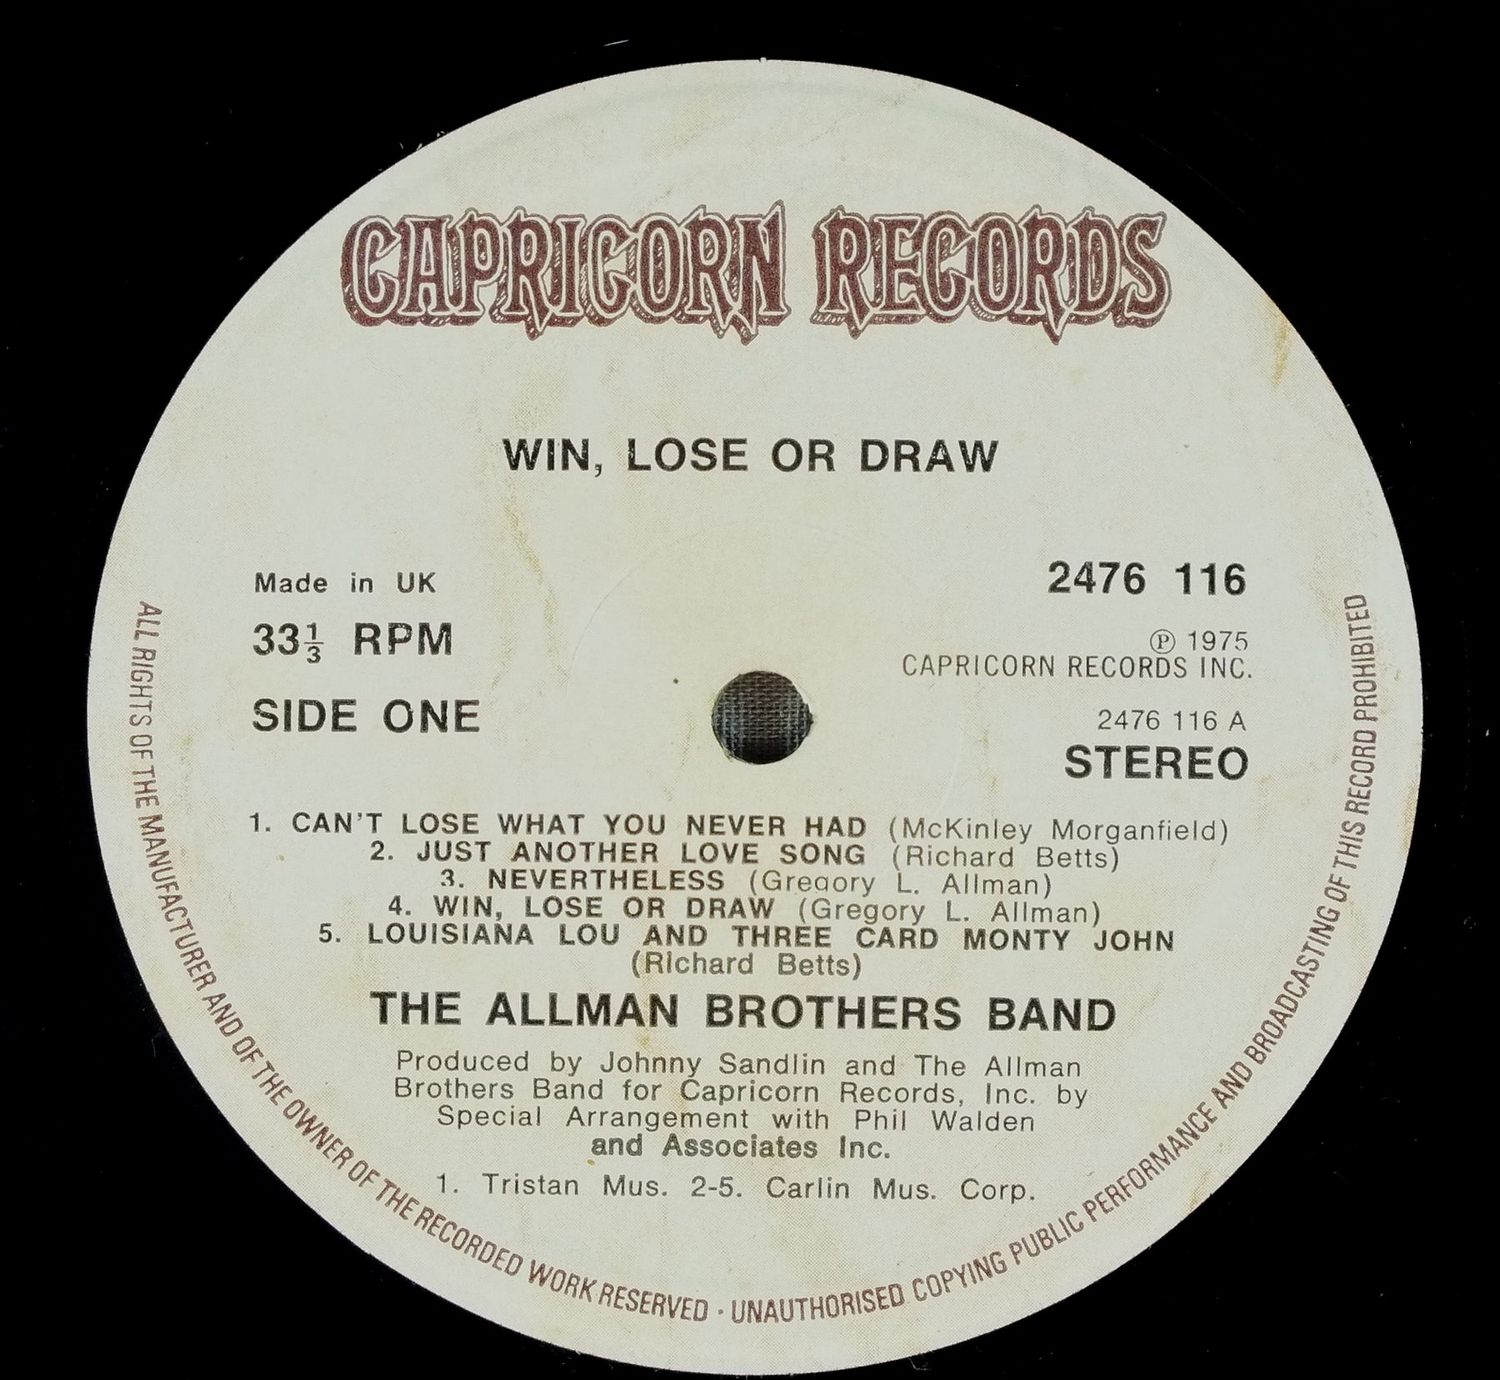 CAPRICORN RECORDS
WIN, LOSE OR DRAW
Made in UK
33⅓ RPM
SIDE ONE
2476 116
℗ 1975
CAPRICORN RECORDS INC.
2476 116 A
STEREO
1. CAN'T LOSE WHAT YOU NEVER HAD (McKinley Morganfield)
2. JUST ANOTHER LOVE SONG (Richard Betts)
3. NEVERTHELESS (Gregory L. Allman)
4. WIN, LOSE OR DRAW (Gregory L. Allman)
5. LOUISIANA LOU AND THREE CARD MONTY JOHN
(Richard Betts)
THE ALLMAN BROTHERS BAND
Produced by Johnny Sandlin and The Allman
Brothers Band for Capricorn Records, Inc. by
Special Arrangement with Phil Walden
and Associates Inc.
1. Tristan Mus. 2-5. Carlin Mus. Corp.
ALL RIGHTS OF THE MANUFACTURER AND OF THE OWNER OF THE RECORDED WORK RESERVED · UNAUTHORISED COPYING PUBLIC PERFORMANCE AND BROADCASTING OF THIS RECORD PROHIBITED